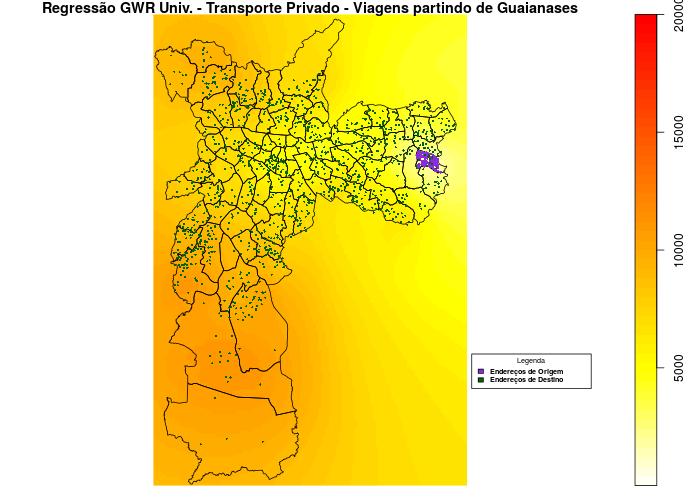 Regressão GWR Univ. - Transporte Privado - Viagens partindo de Guaianases
20000
15000
10000
5000
Legenda
Endereços de Origem
Endereços de Destino